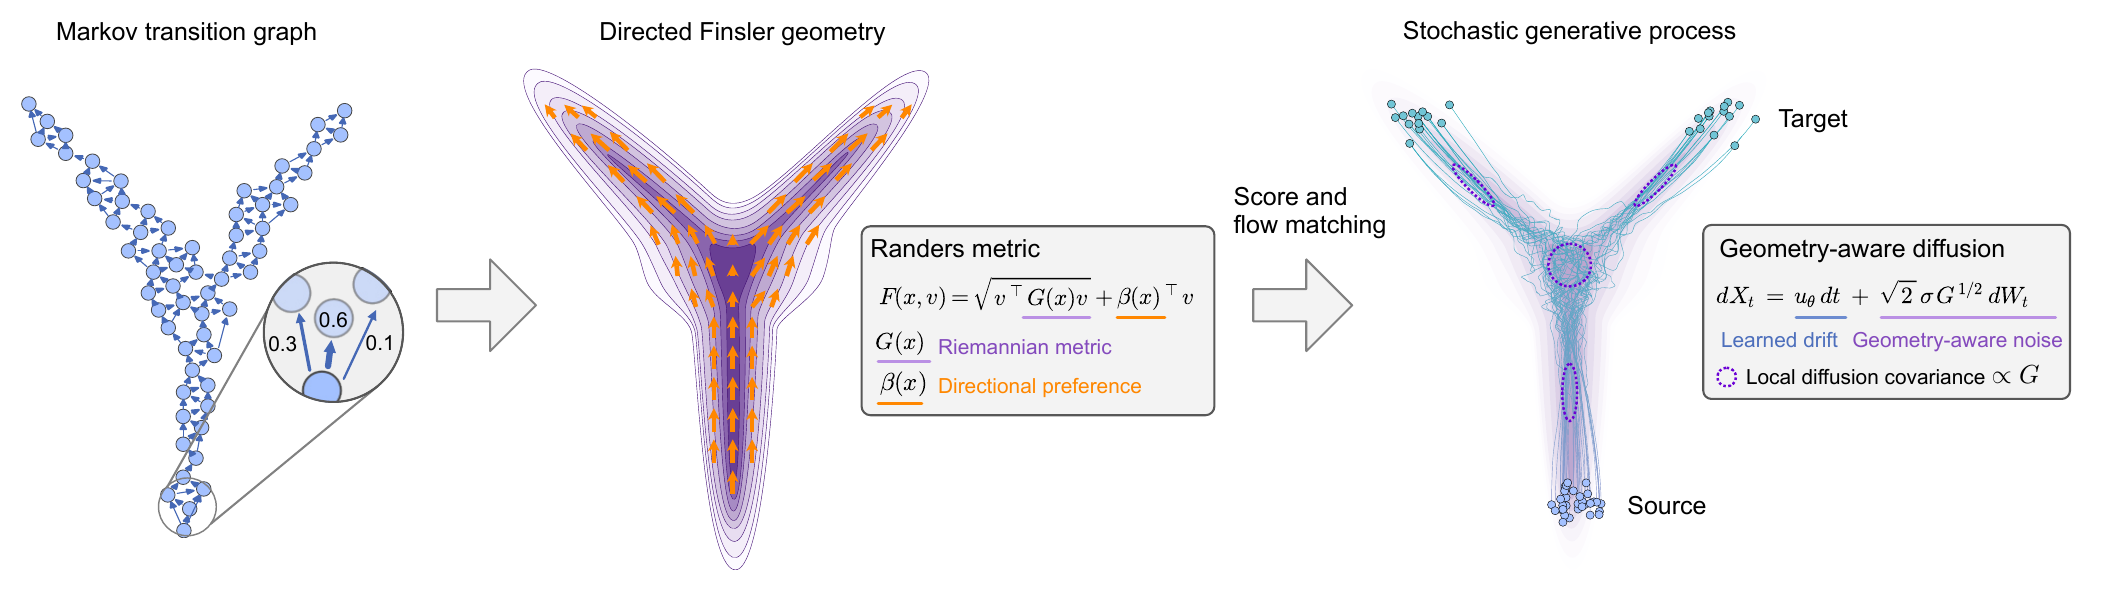 Markov transition graph
0.6
0.3
0.1
Directed Finsler geometry
Randers metric
F(x, v) = √(v⊤ G(x)v) + β(x)⊤ v
G(x) Riemannian metric
β(x) Directional preference
Score and
flow matching
Stochastic generative process
Target
Source
Geometry-aware diffusion
dX_t = u_θ dt + √2 σ G^{1/2} dW_t
Learned drift Geometry-aware noise
Local diffusion covariance ∝ G